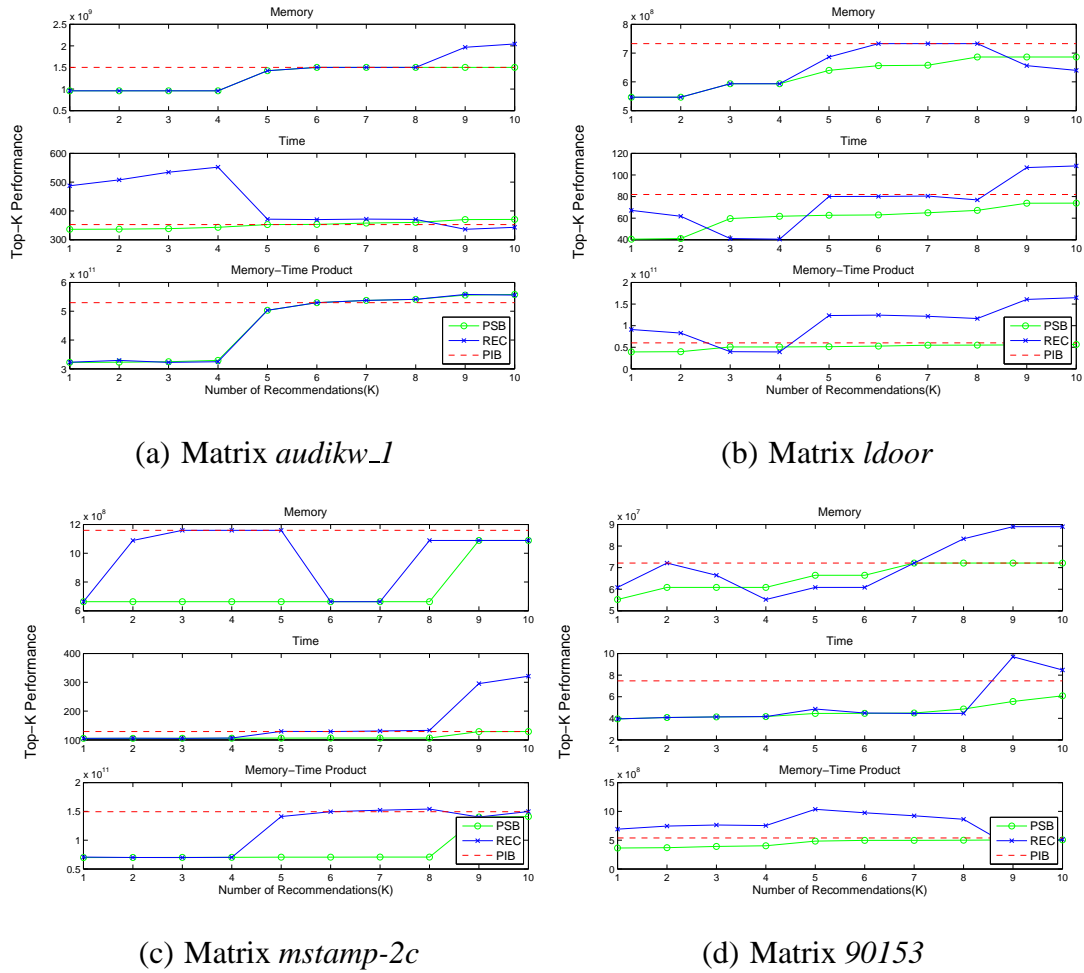 Memory
x 10^9
2.5
2
1.5
1
0.5
1 2 3 4 5 6 7 8 9 10
Time
600
500
400
300
1 2 3 4 5 6 7 8 9 10
Top−K Performance
Memory−Time Product
x 10^11
6
5
4
3
1 2 3 4 5 6 7 8 9 10
Number of Recommendations(K)
PSB
REC
PIB
(a) Matrix audikw_1
Memory
x 10^8
8
7
6
5
1 2 3 4 5 6 7 8 9 10
Time
120
100
80
60
40
1 2 3 4 5 6 7 8 9 10
Top−K Performance
Memory−Time Product
x 10^11
2
1.5
1
0.5
0
1 2 3 4 5 6 7 8 9 10
Number of Recommendations(K)
PSB
REC
PIB
(b) Matrix ldoor
Memory
x 10^8
12
10
8
6
1 2 3 4 5 6 7 8 9 10
Time
400
300
200
100
1 2 3 4 5 6 7 8 9 10
Top−K Performance
Memory−Time Product
x 10^11
2
1.5
1
0.5
1 2 3 4 5 6 7 8 9 10
Number of Recommendations(K)
PSB
REC
PIB
(c) Matrix mstamp-2c
Memory
x 10^7
9
8
7
6
5
1 2 3 4 5 6 7 8 9 10
Time
10
8
6
4
2
1 2 3 4 5 6 7 8 9 10
Top−K Performance
Memory−Time Product
x 10^8
15
10
5
0
1 2 3 4 5 6 7 8 9 10
Number of Recommendations(K)
PSB
REC
PIB
(d) Matrix 90153